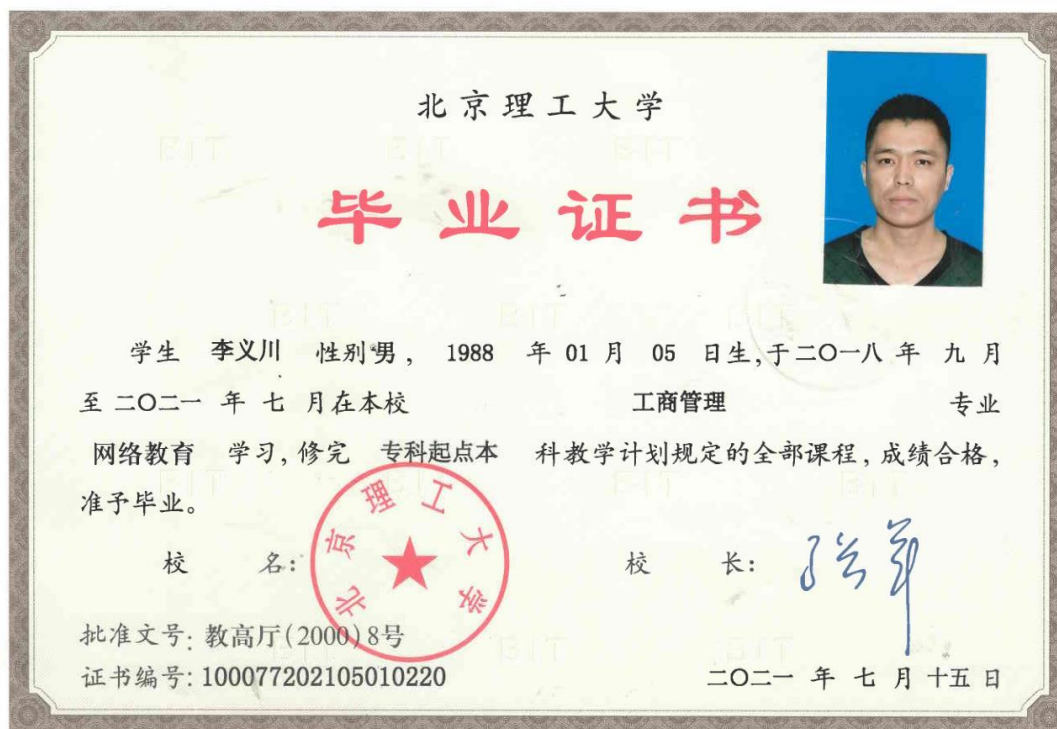 北京理工大学
毕业证书
学生 李义川 性别 男, 1988 年 01 月 05 日生,于二〇一八 年 九 月
至 二〇二一 年 七 月在本校 工商管理 专业
网络教育 学习, 修完 专科起点本 科教学计划规定的全部课程, 成绩合格,
准予毕业。
校 名: 北京理工大学 校 长:
批准文号: 教高厅(2000)8号
证书编号: 100077202105010220 二〇二一 年 七 月 十五 日